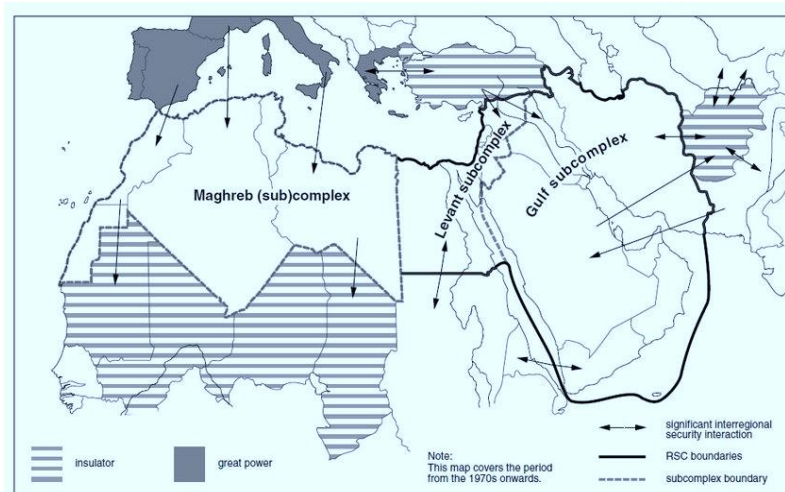 Maghreb (sub)complex
Levant subcomplex
Gulf subcomplex
insulator
great power
Note:
This map covers the period
from the 1970s onwards.
significant interregional
security interaction
RSC boundaries
subcomplex boundary